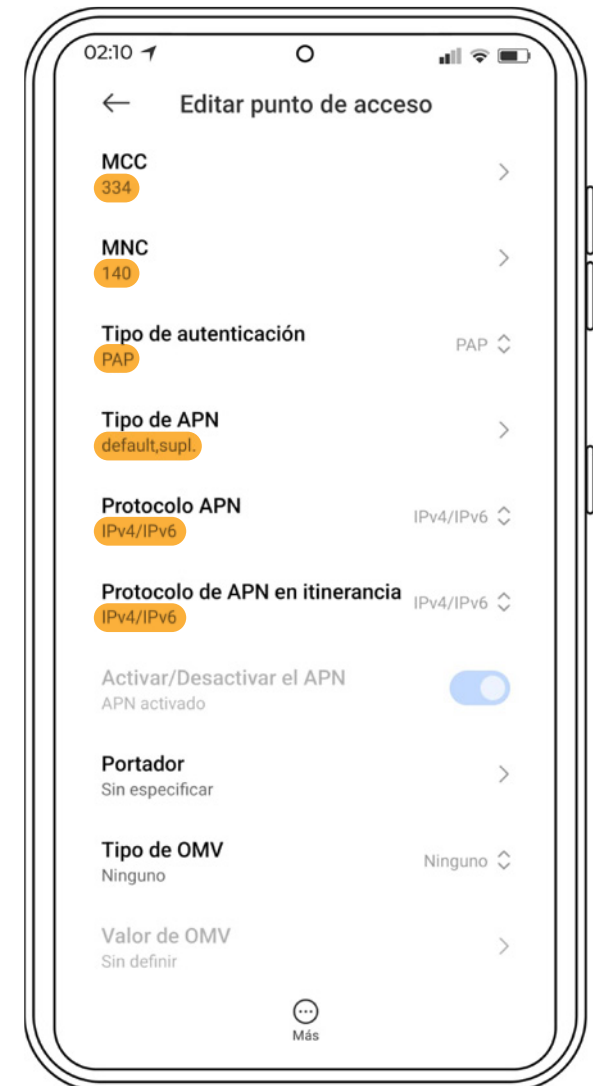 02:10
Editar punto de acceso
MCC
334
MNC
140
Tipo de autenticación
PAP
PAP
Tipo de APN
default,supl.
Protocolo APN
IPv4/IPv6
IPv4/IPv6
Protocolo de APN en itinerancia
IPv4/IPv6
IPv4/IPv6
Activar/Desactivar el APN
APN activado
Portador
Sin especificar
Tipo de OMV
Ninguno
Ninguno
Valor de OMV
Sin definir
Más